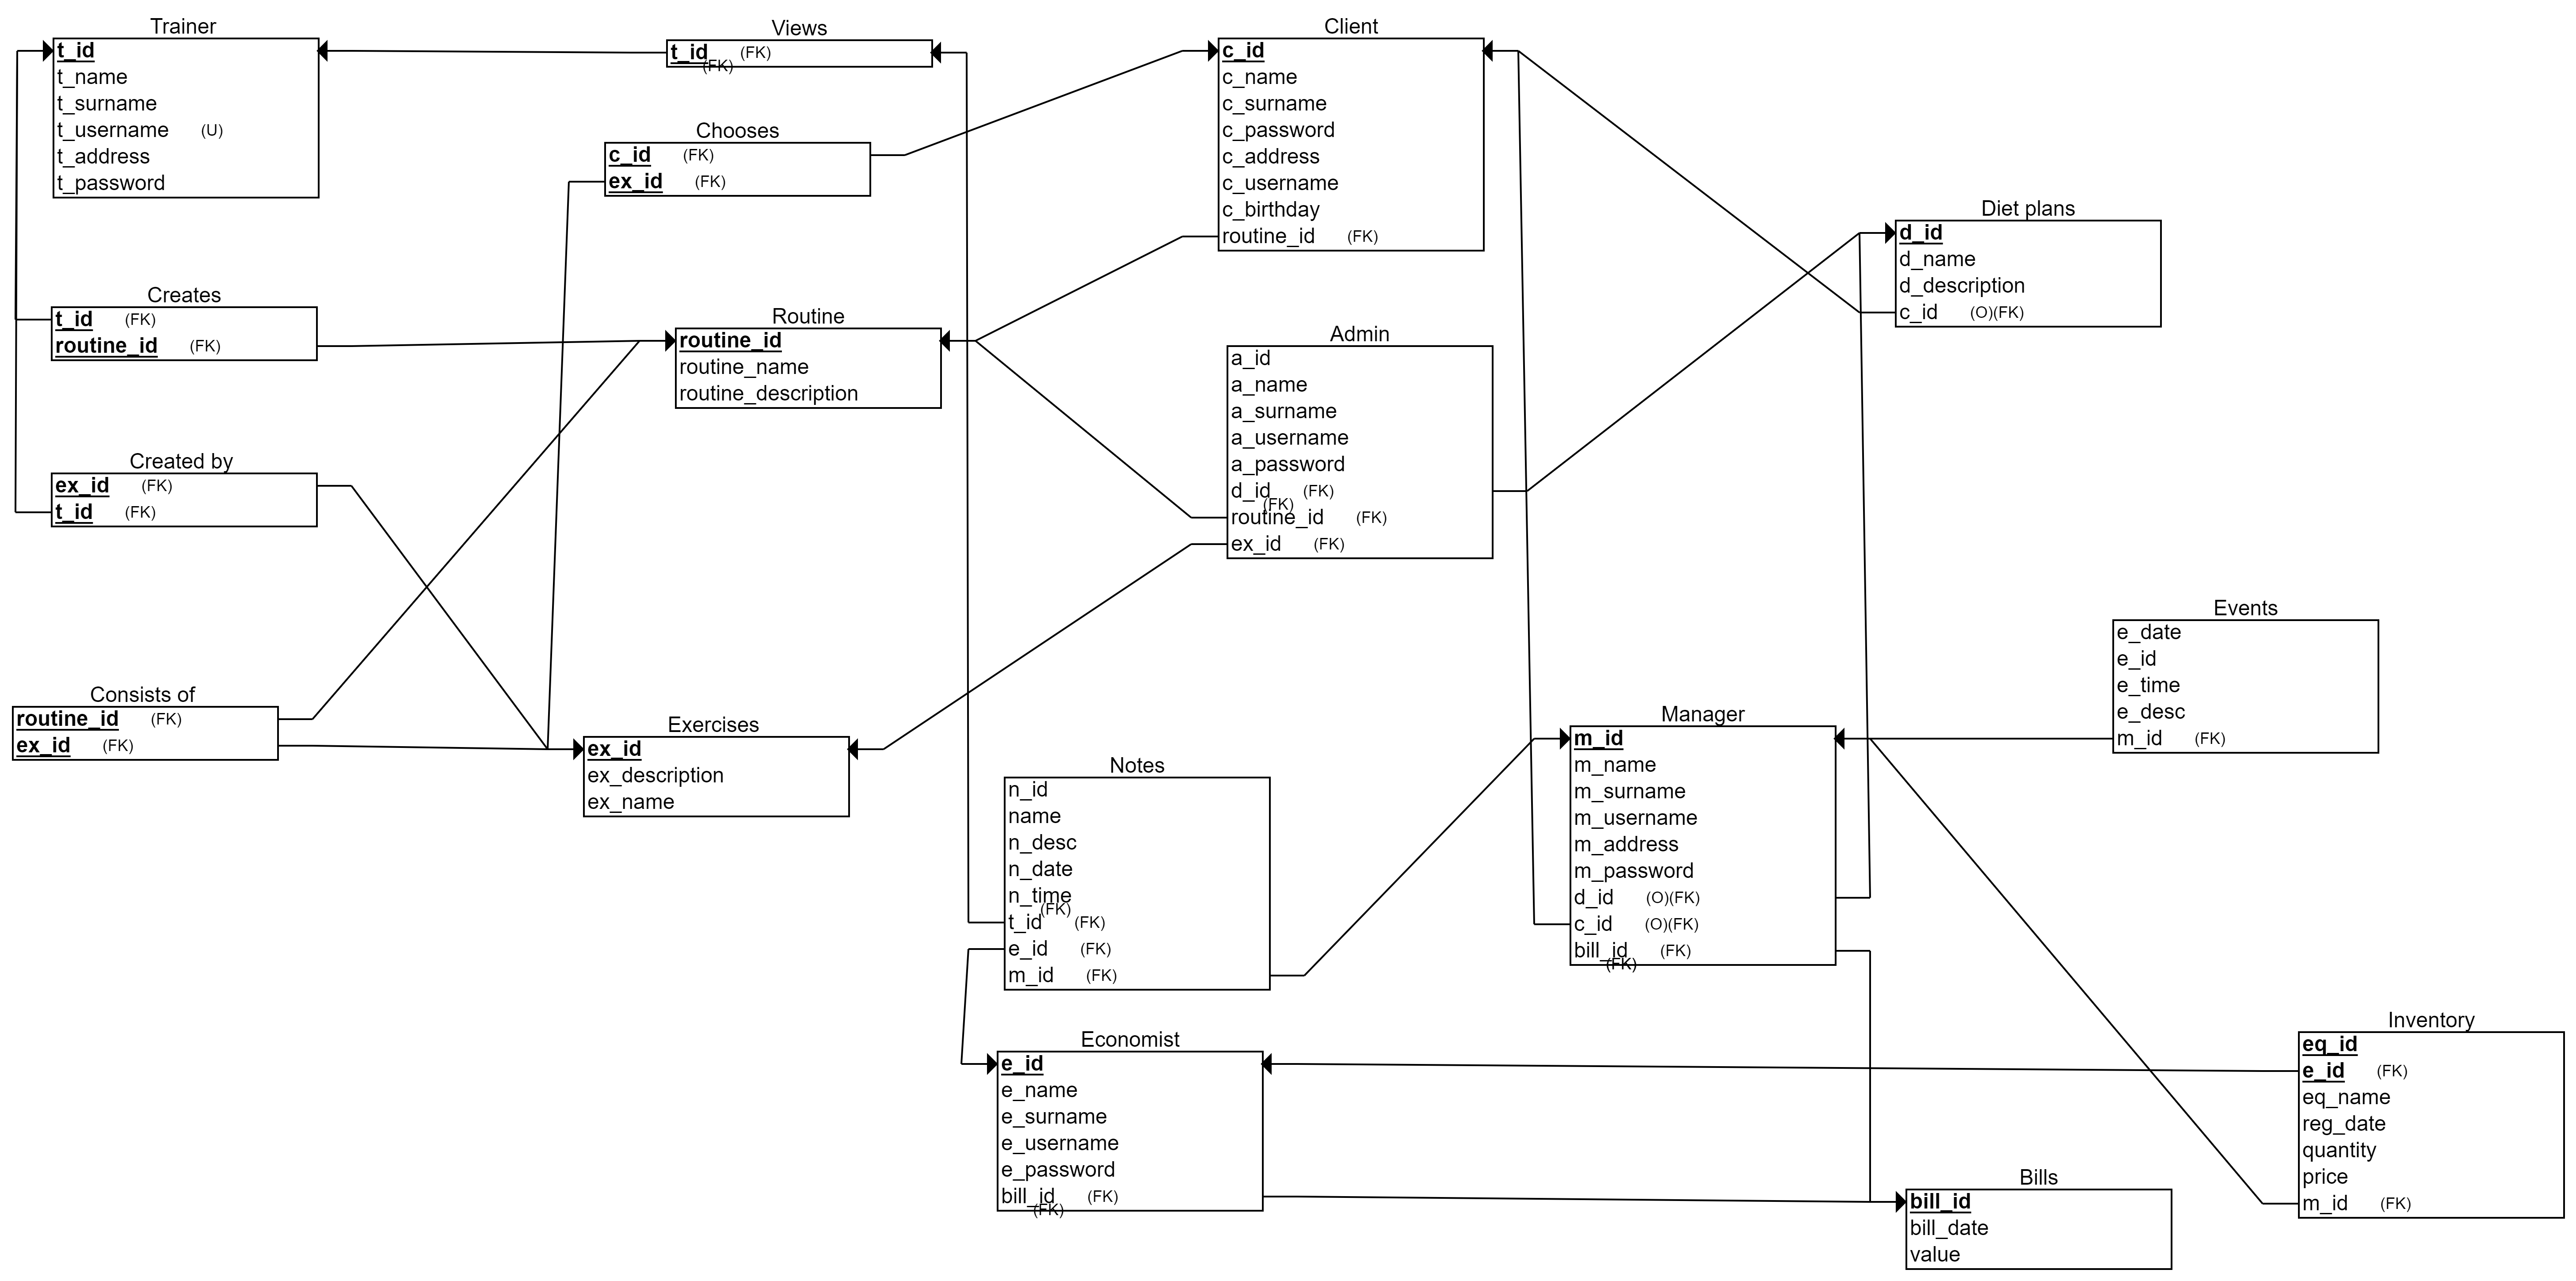 Trainer
t_id
t_name
t_surname
t_username (U)
t_address
t_password
Views
t_id (FK)
(FK)
Chooses
c_id (FK)
ex_id (FK)
Client
c_id
c_name
c_surname
c_password
c_address
c_username
c_birthday
routine_id (FK)
Diet plans
d_id
d_name
d_description
c_id (O)(FK)
Creates
t_id (FK)
routine_id (FK)
Routine
routine_id
routine_name
routine_description
Admin
a_id
a_name
a_surname
a_username
a_password
d_id (FK)
(FK)
routine_id (FK)
ex_id (FK)
Created by
ex_id (FK)
t_id (FK)
Consists of
routine_id (FK)
ex_id (FK)
Exercises
ex_id
ex_description
ex_name
Events
e_date
e_id
e_time
e_desc
m_id (FK)
Manager
m_id
m_name
m_surname
m_username
m_address
m_password
d_id (O)(FK)
c_id (O)(FK)
bill_id (FK)
(FK)
Notes
n_id
name
n_desc
n_date
n_time
(FK)
t_id (FK)
e_id (FK)
m_id (FK)
Economist
e_id
e_name
e_surname
e_username
e_password
bill_id (FK)
(FK)
Inventory
eq_id
e_id (FK)
eq_name
reg_date
quantity
price
m_id (FK)
Bills
bill_id
bill_date
value